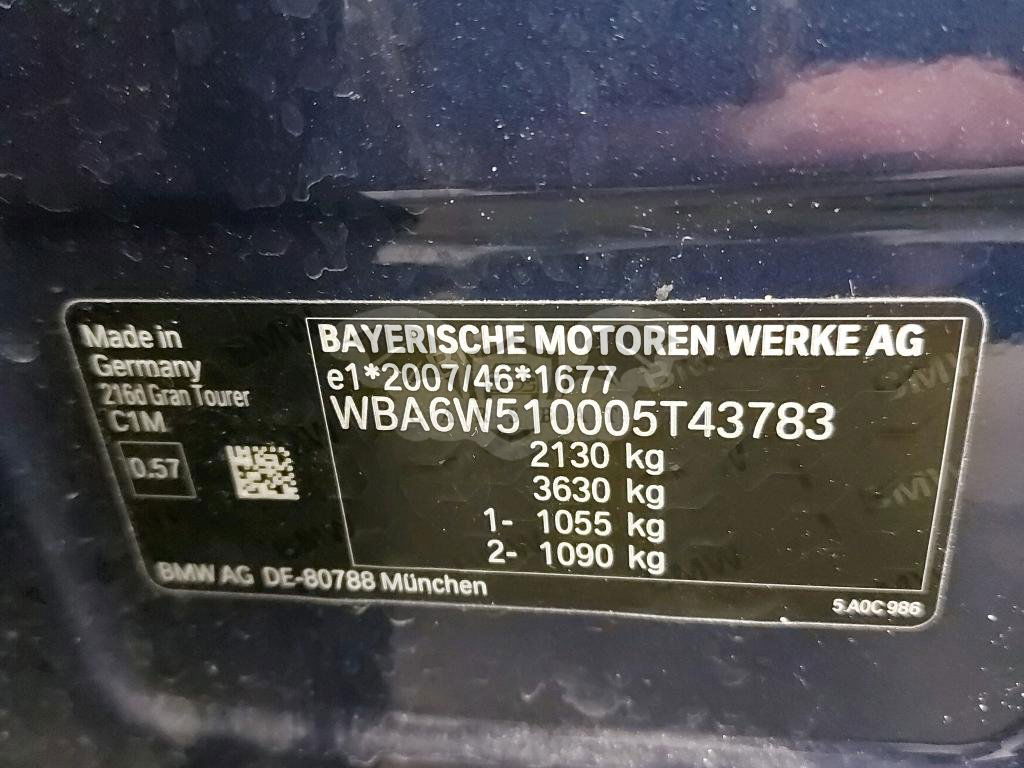 Made in
Germany
216d Gran Tourer
C1M
0.57
BAYERISCHE MOTOREN WERKE AG
e1*2007/46*1677
WBA6W510005T43783
2130 kg
3630 kg
1- 1055 kg
2- 1090 kg
BMW AG DE-80788 München
5 A0C 986